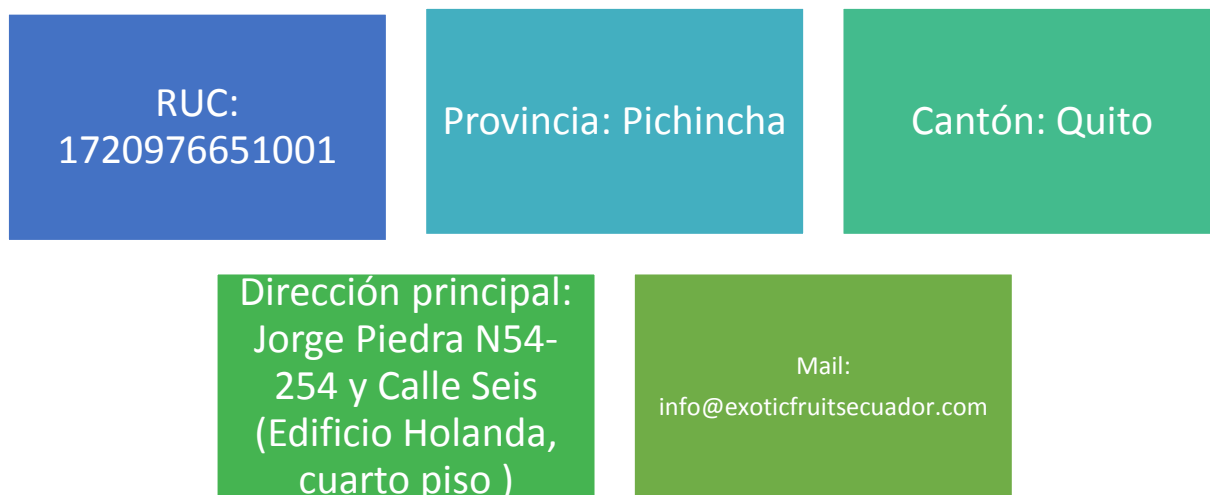 RUC:
1720976651001
Provincia: Pichincha
Cantón: Quito
Dirección principal:
Jorge Piedra N54-
254 y Calle Seis
(Edificio Holanda,
cuarto piso )
Mail:
info@exoticfruitsecuador.com